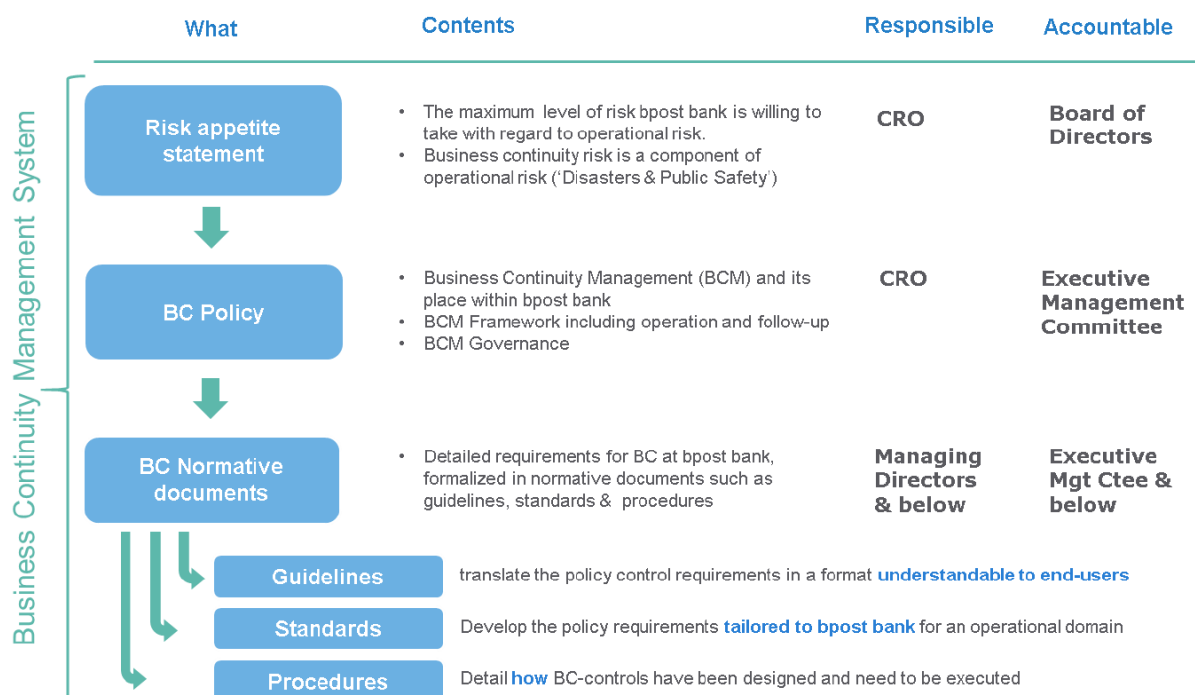 What Contents Responsible Accountable
Business Continuity Management System
Risk appetite
statement
• The maximum level of risk bpost bank is willing to
take with regard to operational risk.
• Business continuity risk is a component of
operational risk (‘Disasters & Public Safety’)
CRO
Board of
Directors
BC Policy
• Business Continuity Management (BCM) and its
place within bpost bank
• BCM Framework including operation and follow-up
• BCM Governance
CRO
Executive
Management
Committee
BC Normative
documents
• Detailed requirements for BC at bpost bank,
formalized in normative documents such as
guidelines, standards & procedures
Managing
Directors
& below
Executive
Mgt Ctee &
below
Guidelines
translate the policy control requirements in a format understandable to end-users
Standards
Develop the policy requirements tailored to bpost bank for an operational domain
Procedures
Detail how BC-controls have been designed and need to be executed